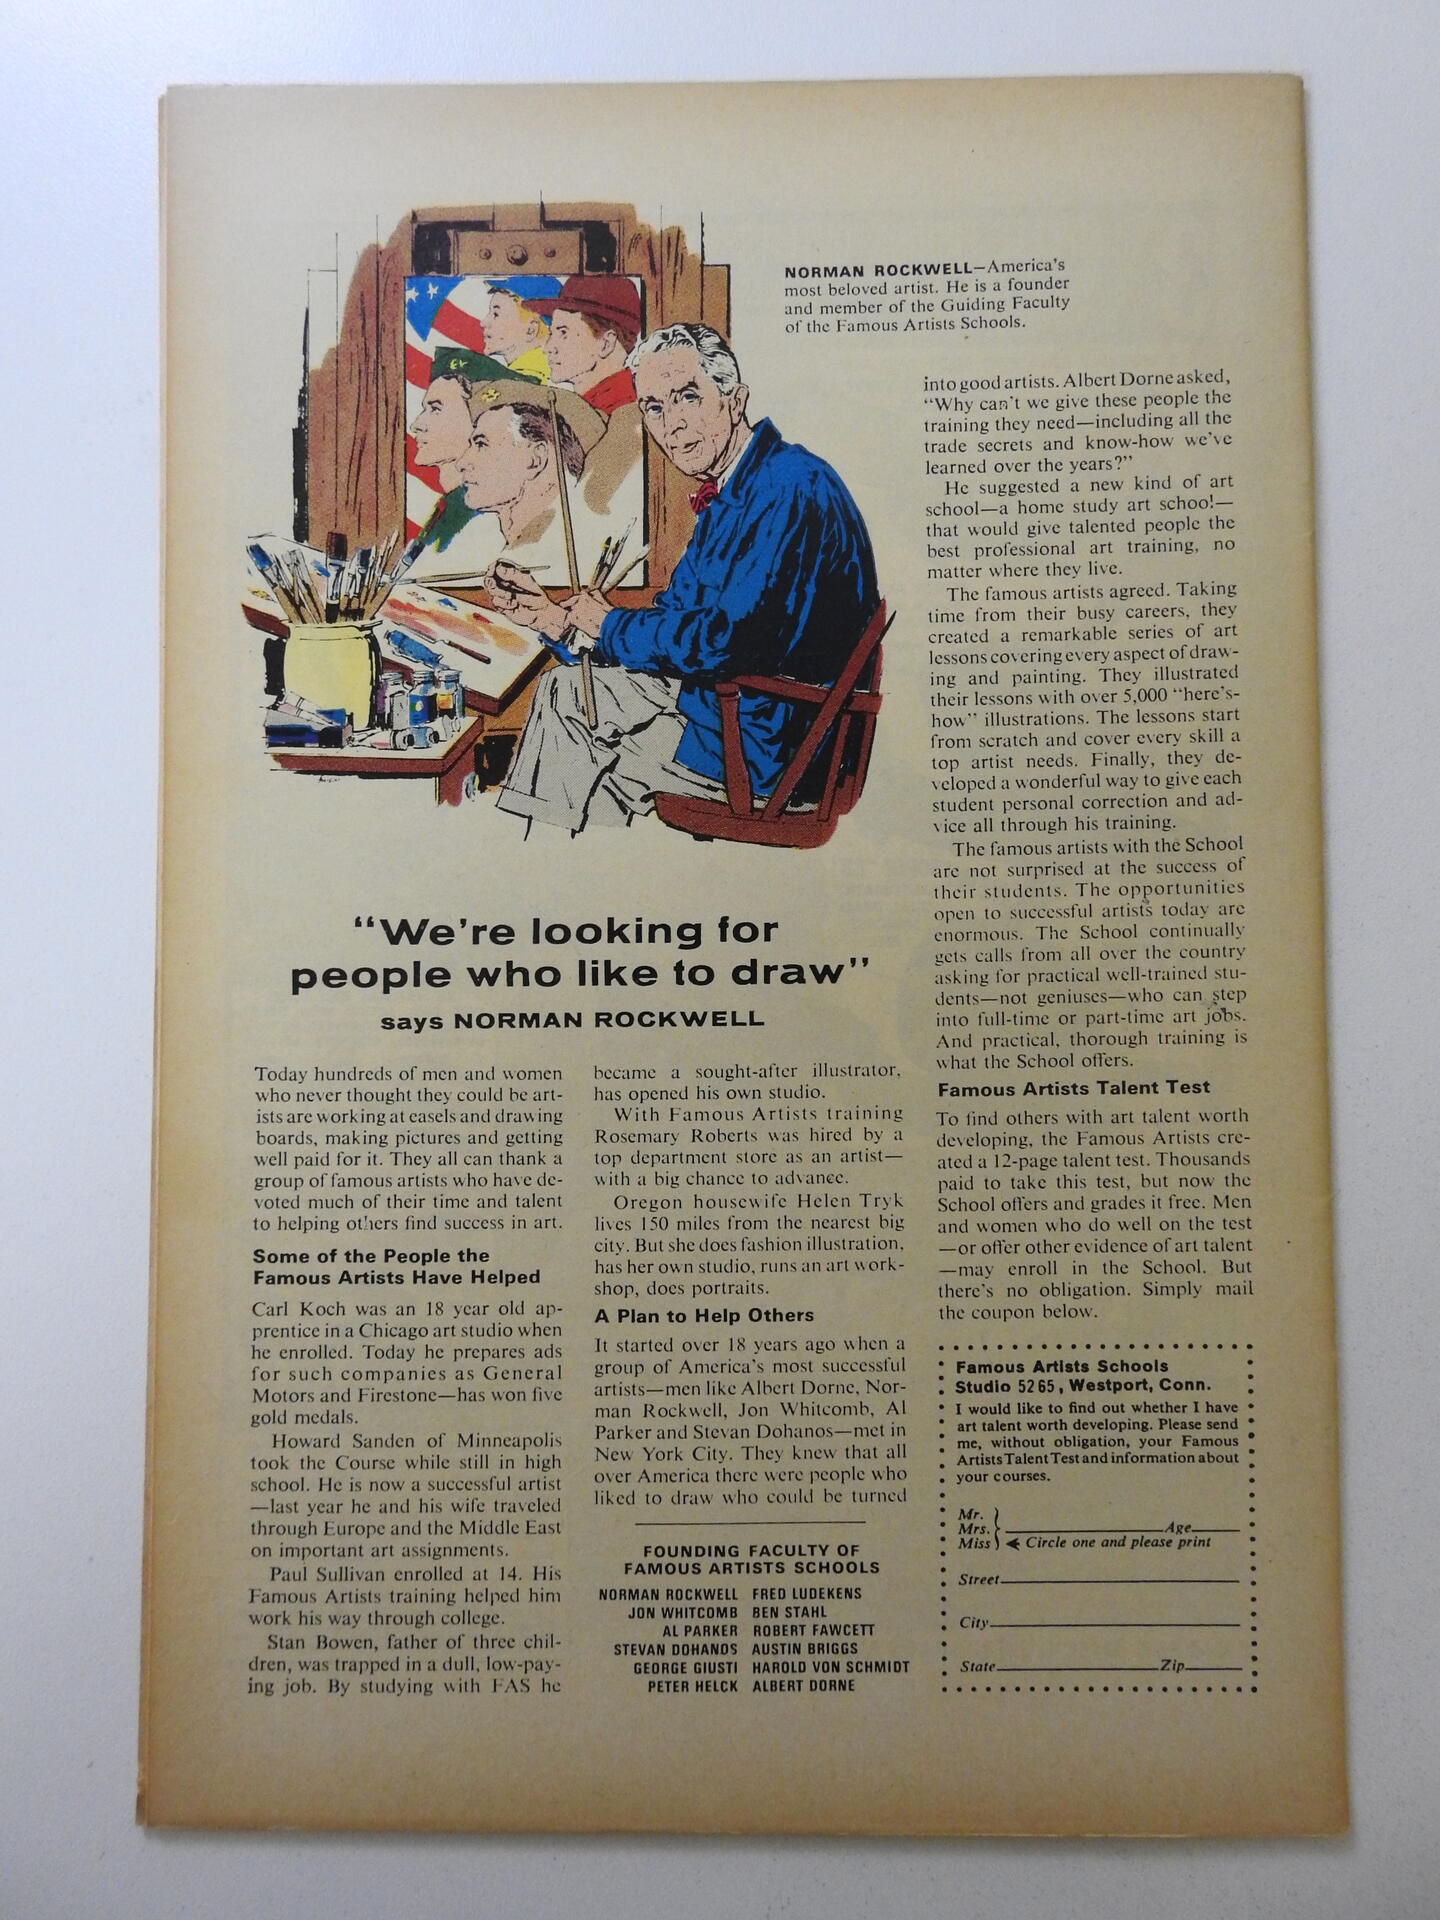 NORMAN ROCKWELL—America's
most beloved artist. He is a founder
and member of the Guiding Faculty
of the Famous Artists Schools.
"We're looking for
people who like to draw"
says NORMAN ROCKWELL
Today hundreds of men and women
who never thought they could be art-
ists are working at easels and drawing
boards, making pictures and getting
well paid for it. They all can thank a
group of famous artists who have de-
voted much of their time and talent
to helping others find success in art.
Some of the People the
Famous Artists Have Helped
Carl Koch was an 18 year old ap-
prentice in a Chicago art studio when
he enrolled. Today he prepares ads
for such companies as General
Motors and Firestone—has won five
gold medals.
Howard Sanden of Minneapolis
took the Course while still in high
school. He is now a successful artist
—last year he and his wife traveled
through Europe and the Middle East
on important art assignments.
Paul Sullivan enrolled at 14. His
Famous Artists training helped him
work his way through college.
Stan Bowen, father of three chil-
dren, was trapped in a dull, low-pay-
ing job. By studying with FAS he
became a sought-after illustrator,
has opened his own studio.
With Famous Artists training
Rosemary Roberts was hired by a
top department store as an artist—
with a big chance to advance.
Oregon housewife Helen Tryk
lives 150 miles from the nearest big
city. But she does fashion illustration,
has her own studio, runs an art work-
shop, does portraits.
A Plan to Help Others
It started over 18 years ago when a
group of America's most successful
artists—men like Albert Dorne, Nor-
man Rockwell, Jon Whitcomb, Al
Parker and Stevan Dohanos—met in
New York City. They knew that all
over America there were people who
liked to draw who could be turned
FOUNDING FACULTY OF
FAMOUS ARTISTS SCHOOLS
NORMAN ROCKWELL FRED LUDEKENS
JON WHITCOMB BEN STAHL
AL PARKER ROBERT FAWCETT
STEVAN DOHANOS AUSTIN BRIGGS
GEORGE GIUSTI HAROLD VON SCHMIDT
PETER HELCK ALBERT DORNE
into good artists. Albert Dorne asked,
"Why can't we give these people the
training they need—including all the
trade secrets and know-how we've
learned over the years?"
He suggested a new kind of art
school—a home study art school—
that would give talented people the
best professional art training, no
matter where they live.
The famous artists agreed. Taking
time from their busy careers, they
created a remarkable series of art
lessons covering every aspect of draw-
ing and painting. They illustrated
their lessons with over 5,000 "here's-
how" illustrations. The lessons start
from scratch and cover every skill a
top artist needs. Finally, they de-
veloped a wonderful way to give each
student personal correction and ad-
vice all through his training.
The famous artists with the School
are not surprised at the success of
their students. The opportunities
open to successful artists today are
enormous. The School continually
gets calls from all over the country
asking for practical well-trained stu-
dents—not geniuses—who can step
into full-time or part-time art jobs.
And practical, thorough training is
what the School offers.
Famous Artists Talent Test
To find others with art talent worth
developing, the Famous Artists cre-
ated a 12-page talent test. Thousands
paid to take this test, but now the
School offers and grades it free. Men
and women who do well on the test
—or offer other evidence of art talent
—may enroll in the School. But
there's no obligation. Simply mail
the coupon below.
Famous Artists Schools
Studio 5265, Westport, Conn.
I would like to find out whether I have
art talent worth developing. Please send
me, without obligation, your Famous
Artists Talent Test and information about
your courses.
Mr.
Mrs. Age
Miss Circle one and please print
Street
City
State Zip